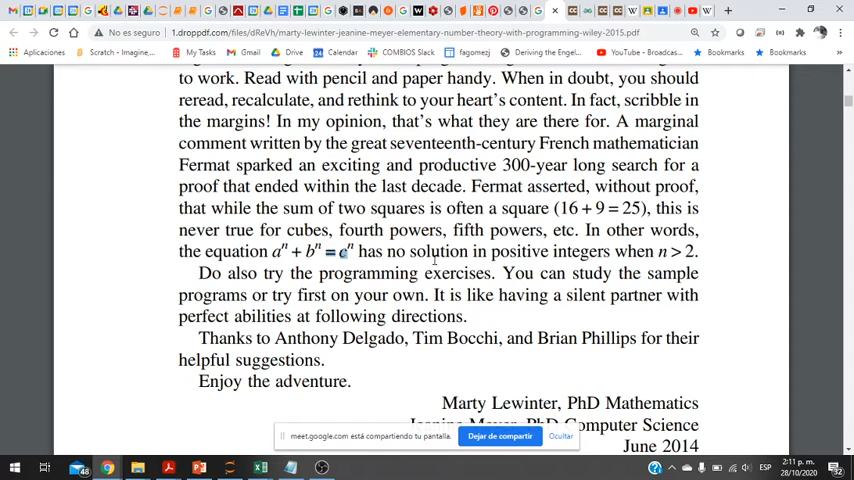 No es seguro | 1.droppdf.com/files/dReVh/marty-lewinter-jeanine-meyer-elementary-number-theory-with-programming-wiley-2015.pdf
Aplicaciones Scratch - Imagine... My Tasks Gmail Drive Calendar COMBIOS Slack fagomezj Deriving the Engel... YouTube - Broadcas... Wordpress
to work. Read with pencil and paper handy. When in doubt, you should
reread, recalculate, and rethink to your heart's content. In fact, scribble in
the margins! In my opinion, that's what they are there for. A marginal
comment written by the great seventeenth-century French mathematician
Fermat sparked an exciting and productive 300-year long search for a
proof that ended within the last decade. Fermat asserted, without proof,
that while the sum of two squares is often a square (16 + 9 = 25), this is
never true for cubes, fourth powers, fifth powers, etc. In other words,
the equation aⁿ + bⁿ = cⁿ has no solution in positive integers when n > 2.
Do also try the programming exercises. You can study the sample
programs or try first on your own. It is like having a silent partner with
perfect abilities at following directions.
Thanks to Anthony Delgado, Tim Bocchi, and Brian Phillips for their
helpful suggestions.
Enjoy the adventure.
Marty Lewinter, PhD Mathematics
Jeanine Meyer, PhD Computer Science
June 2014
meet.google.com está compartiendo tu pantalla. Dejar de compartir Ocultar
48
ESP
2:11 p. m.
28/10/2020
32